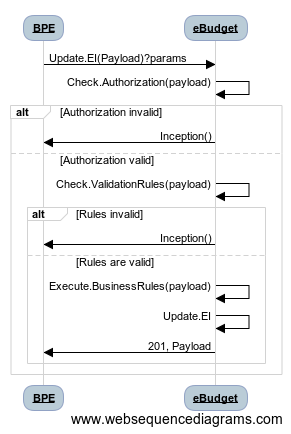 BPE eBudget
Update.EI(Payload)?params
Check.Authorization(payload)
alt [Authorization invalid]
Inception()
[Authorization valid]
Check.ValidationRules(payload)
alt [Rules invalid]
Inception()
[Rules are valid]
Execute.BusinessRules(payload)
Update.EI
201, Payload
BPE eBudget
www.websequencediagrams.com